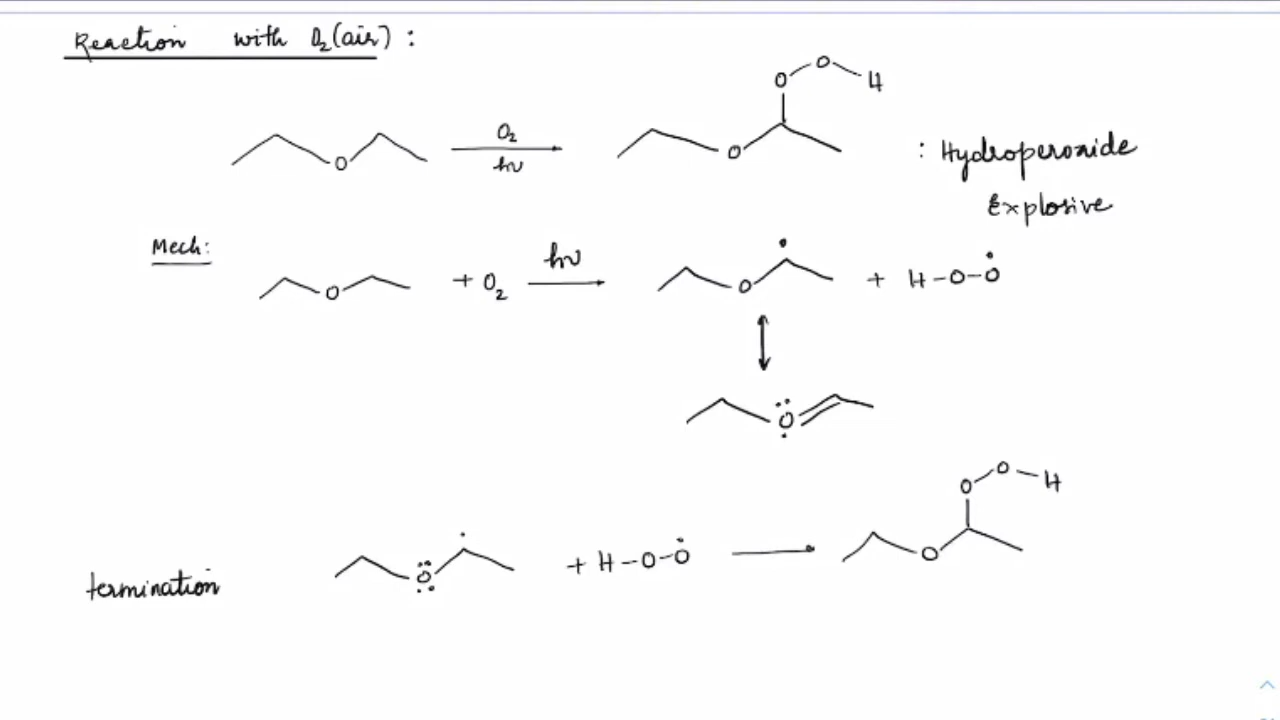 Reaction with O₂(air) :
O₂
hν
O
O
O
O
H
: Hydroperoxide
Explosive
Mech:
O
+ O₂
hν
O
+ H-O-O
O
O
O
H
termination
O
+ H-O-O
O